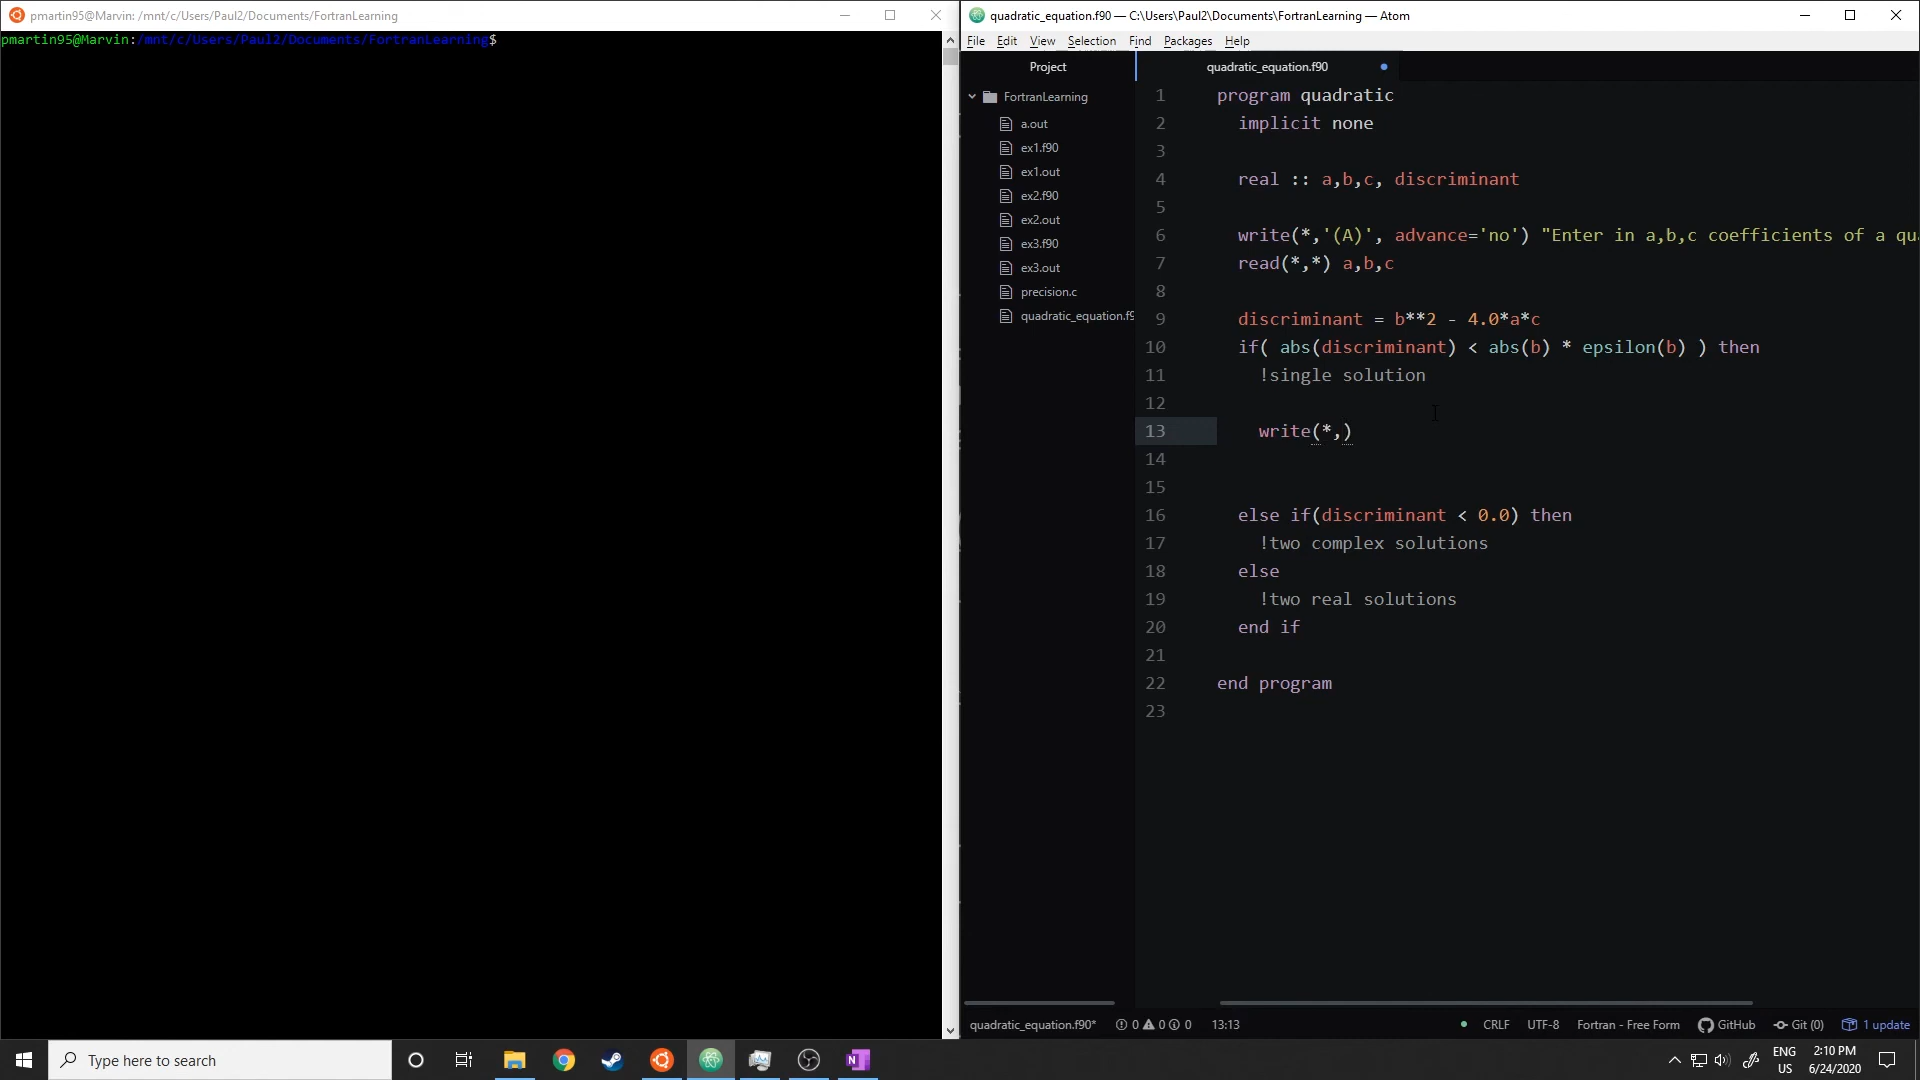 pmartin95@Marvin: /mnt/c/Users/Paul2/Documents/FortranLearning
pmartin95@Marvin:/mnt/c/Users/Paul2/Documents/FortranLearning$
quadratic_equation.f90 — C:\Users\Paul2\Documents\FortranLearning — Atom
File Edit View Selection Find Packages Help
Project
FortranLearning
a.out
ex1.f90
ex1.out
ex2.f90
ex2.out
ex3.f90
ex3.out
precision.c
quadratic_equation.f9
quadratic_equation.f90
1 program quadratic
2 implicit none
3
4 real :: a,b,c, discriminant
5
6 write(*,'(A)', advance='no') "Enter in a,b,c coefficients of a qu
7 read(*,*) a,b,c
8
9 discriminant = b**2 - 4.0*a*c
10 if( abs(discriminant) < abs(b) * epsilon(b) ) then
11 !single solution
12
13 write(*,)
14
15
16 else if(discriminant < 0.0) then
17 !two complex solutions
18 else
19 !two real solutions
20 end if
21
22 end program
23
quadratic_equation.f90* 0 0 0 13:13 CRLF UTF-8 Fortran - Free Form GitHub Git (0) 1 update
Type here to search
ENG
US
2:10 PM
6/24/2020